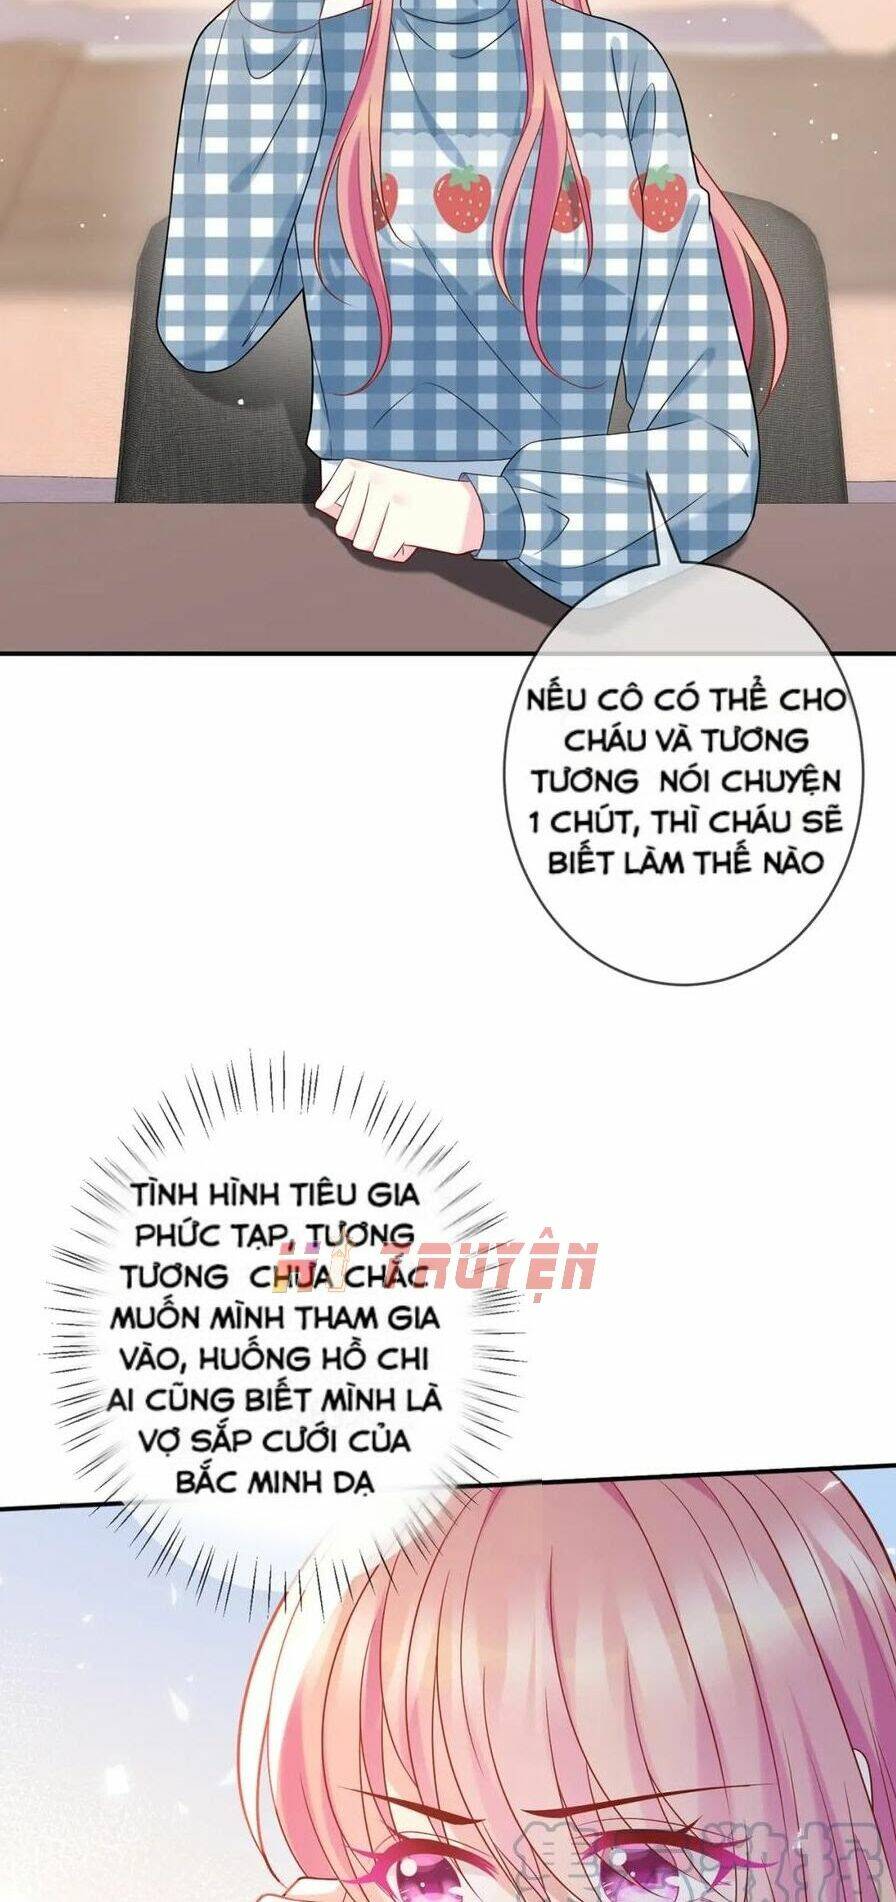 NẾU CÔ CÓ THỂ CHO
CHÁU VÀ TƯƠNG
TƯƠNG NÓI CHUYỆN
1 CHÚT, THÌ CHÁU SẼ
BIẾT LÀM THẾ NÀO
TÌNH HÌNH TIÊU GIA
PHỨC TẠP, TƯƠNG
TƯƠNG CHƯA CHẮC
MUỐN MÌNH THAM GIA
VÀO, HUỐNG HỒ CHI
AI CŨNG BIẾT MÌNH LÀ
VỢ SẮP CƯỚI CỦA
BẮC MINH DẠ
HÍ TRUYỆN